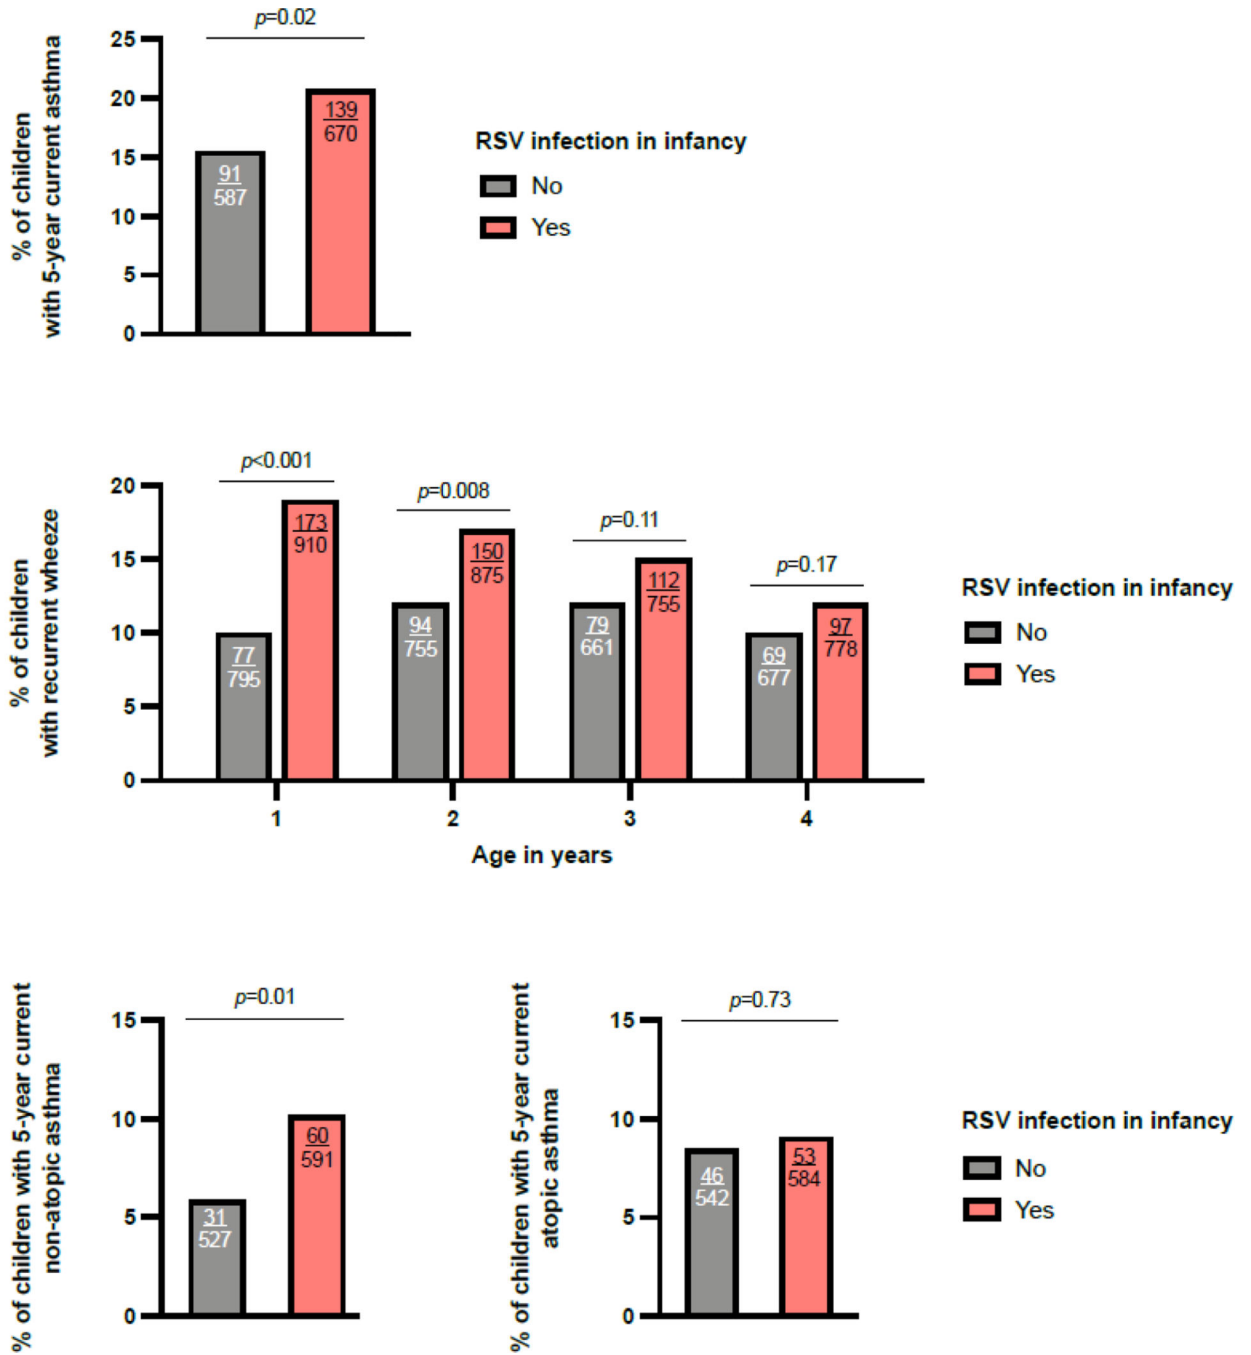 p=0.02
% of children
with 5-year current asthma
25
20
15
10
5
0
91
587
139
670
RSV infection in infancy
No
Yes
% of children
with recurrent wheeze
20
15
10
5
0
p<0.001
p=0.008
p=0.11
p=0.17
77
795
173
910
94
755
150
875
79
661
112
755
69
677
97
778
1
2
3
4
Age in years
RSV infection in infancy
No
Yes
% of children with 5-year current
non-atopic asthma
p=0.01
15
10
5
0
31
527
60
591
% of children with 5-year current
atopic asthma
p=0.73
15
10
5
0
46
542
53
584
RSV infection in infancy
No
Yes